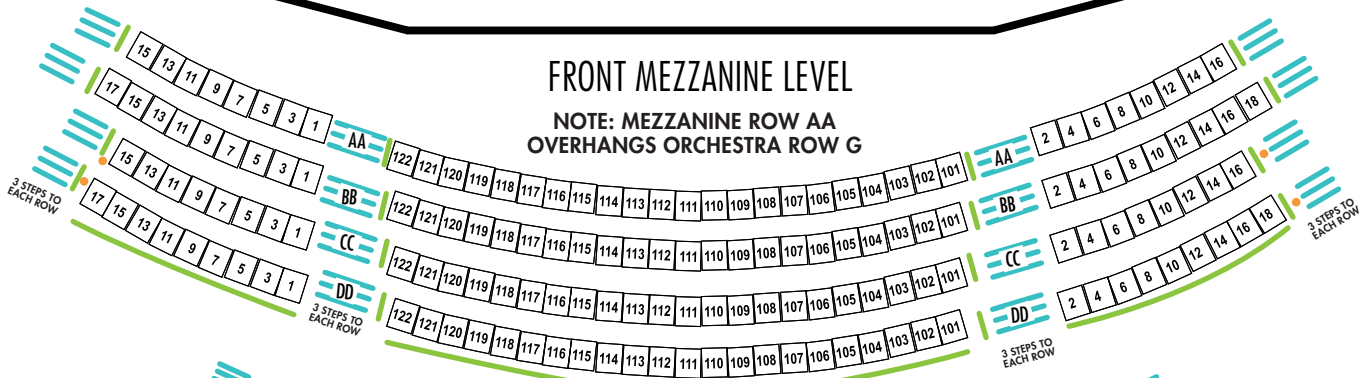 FRONT MEZZANINE LEVEL
NOTE: MEZZANINE ROW AA
OVERHANGS ORCHESTRA ROW G
15 13 11 9 7 5 3 1 AA 122 121 120 119 118 117 116 115 114 113 112 111 110 109 108 107 106 105 104 103 102 101 AA 2 4 6 8 10 12 14 16
17 15 13 11 9 7 5 3 1 BB 122 121 120 119 118 117 116 115 114 113 112 111 110 109 108 107 106 105 104 103 102 101 BB 2 4 6 8 10 12 14 16 18
15 13 11 9 7 5 3 1 CC 122 121 120 119 118 117 116 115 114 113 112 111 110 109 108 107 106 105 104 103 102 101 CC 2 4 6 8 10 12 14 16
17 15 13 11 9 7 5 3 1 DD 122 121 120 119 118 117 116 115 114 113 112 111 110 109 108 107 106 105 104 103 102 101 DD 2 4 6 8 10 12 14 16 18
3 STEPS TO
EACH ROW
3 STEPS TO
EACH ROW
3 STEPS TO
EACH ROW
3 STEPS TO
EACH ROW